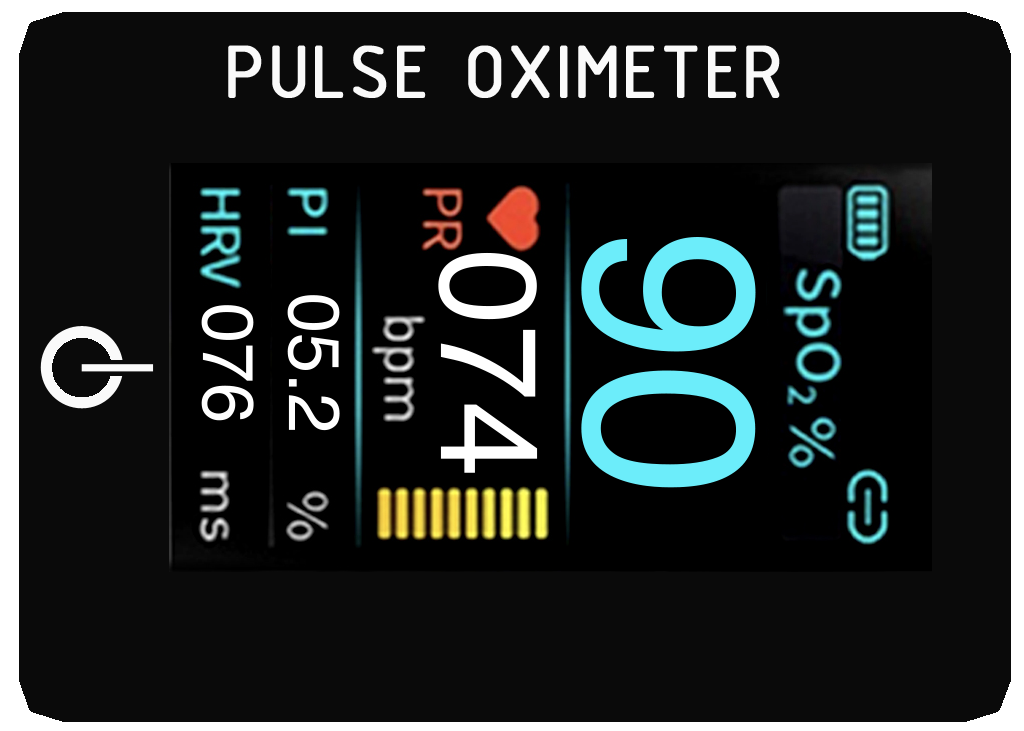 PULSE OXIMETER
SpO₂ %
90
PR 074
bpm
PI 05.2 %
HRV 076 ms